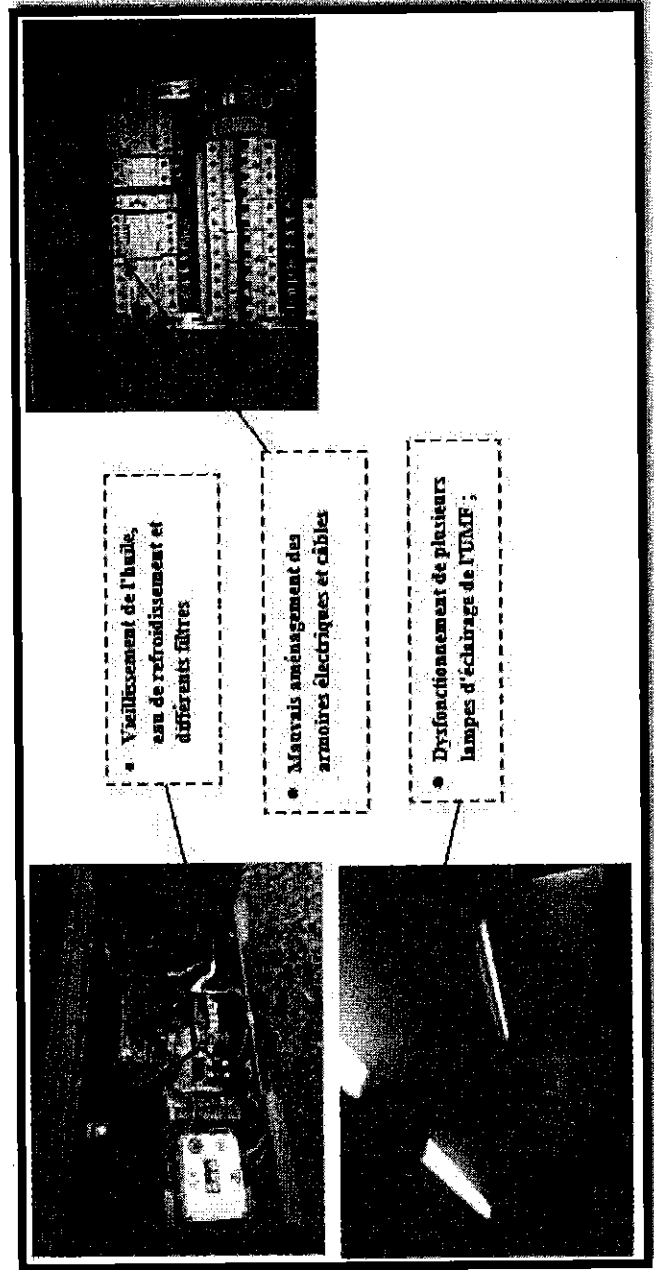 • Vieillissement de l'huile,
eau de refroidissement et
différents filtres
• Mauvais aménagement des
armoires électriques et câbles
• Dysfonctionnement de plusieurs
lampes d'éclairage de l'UMF ;